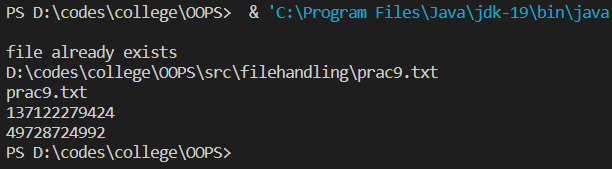 PS D:\codes\college\OOPS>  & 'C:\Program Files\Java\jdk-19\bin\java
file already exists
D:\codes\college\OOPS\src\filehandling\prac9.txt
prac9.txt
137122279424
49728724992
PS D:\codes\college\OOPS>